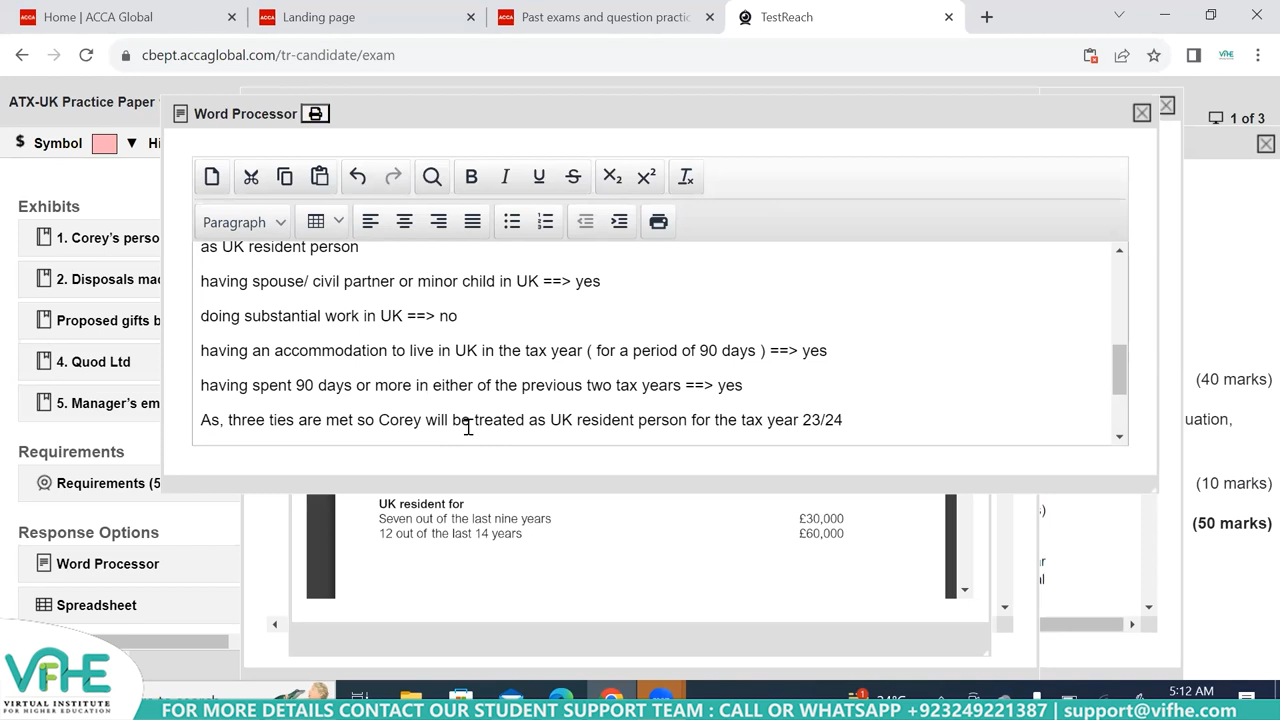 Home | ACCA Global
Landing page
Past exams and question practic
TestReach
cbept.accaglobal.com/tr-candidate/exam
ATX-UK Practice Paper
Word Processor
1 of 3
$ Symbol
Hi
B I U S X₂ X² Tx
Paragraph
Exhibits
1. Corey's perso
2. Disposals mad
Proposed gifts b
4. Quod Ltd
5. Manager's em
Requirements
Requirements (5
Response Options
Word Processor
Spreadsheet
as UK resident person
having spouse/ civil partner or minor child in UK ==> yes
doing substantial work in UK ==> no
having an accommodation to live in UK in the tax year ( for a period of 90 days ) ==> yes
having spent 90 days or more in either of the previous two tax years ==> yes
As, three ties are met so Corey will be treated as UK resident person for the tax year 23/24
UK resident for
Seven out of the last nine years £30,000
12 out of the last 14 years £60,000
(40 marks)
uation,
(10 marks)
(50 marks)
VIFHE
VIRTUAL INSTITUTE
FOR HIGHER EDUCATION
5:12 AM
FOR MORE DETAILS CONTACT OUR STUDENT SUPPORT TEAM : CALL OR WHATSAPP +923249221387 | support@vifhe.com